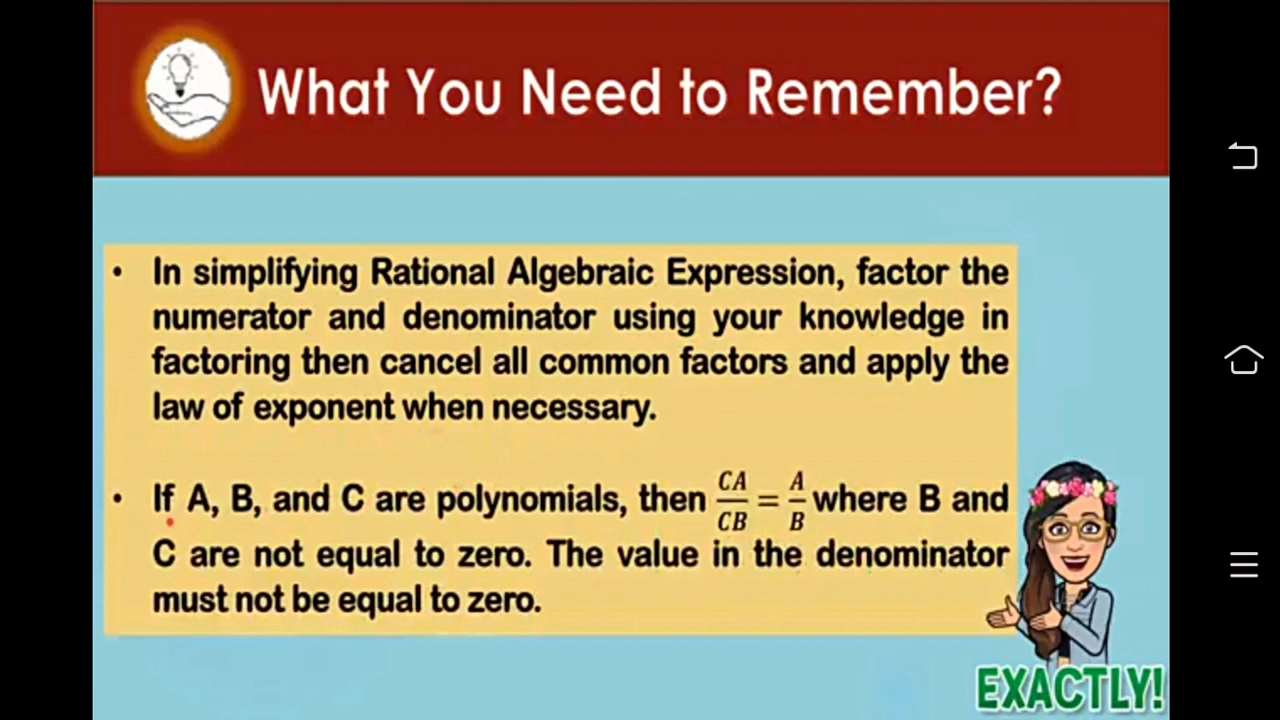 What You Need to Remember?
• In simplifying Rational Algebraic Expression, factor the
numerator and denominator using your knowledge in
factoring then cancel all common factors and apply the
law of exponent when necessary.
• If A, B, and C are polynomials, then CA/CB = A/B where B and
C are not equal to zero. The value in the denominator
must not be equal to zero.
EXACTLY!